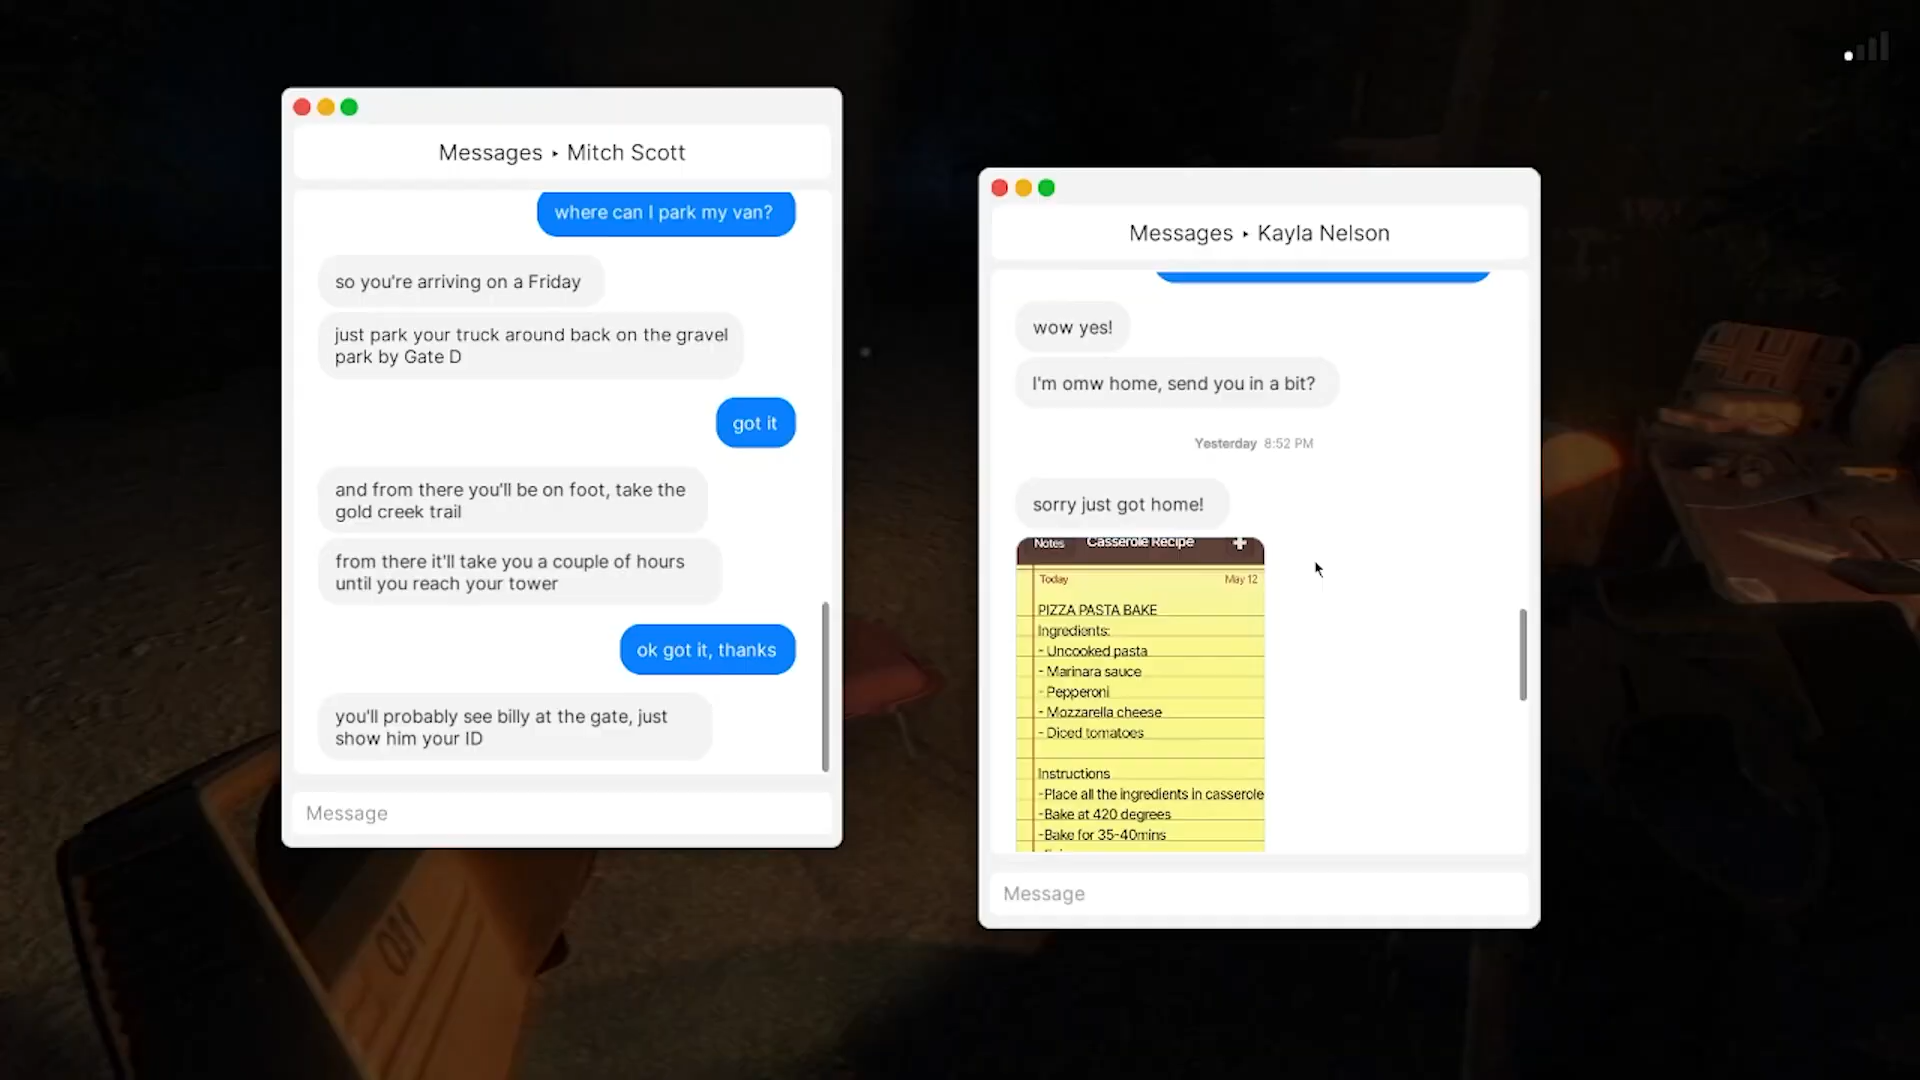 Messages ‣ Mitch Scott
where can I park my van?
so you're arriving on a Friday
just park your truck around back on the gravel
park by Gate D
got it
and from there you'll be on foot, take the
gold creek trail
from there it'll take you a couple of hours
until you reach your tower
ok got it, thanks
you'll probably see billy at the gate, just
show him your ID
Message
Messages ‣ Kayla Nelson
wow yes!
I'm omw home, send you in a bit?
Yesterday 8:52 PM
sorry just got home!
Notes Casserole Recipe +
Today May 12
PIZZA PASTA BAKE
Ingredients:
- Uncooked pasta
- Marinara sauce
- Pepperoni
- Mozzarella cheese
- Diced tomatoes
Instructions
-Place all the ingredients in casserole
-Bake at 420 degrees
-Bake for 35-40mins
Message